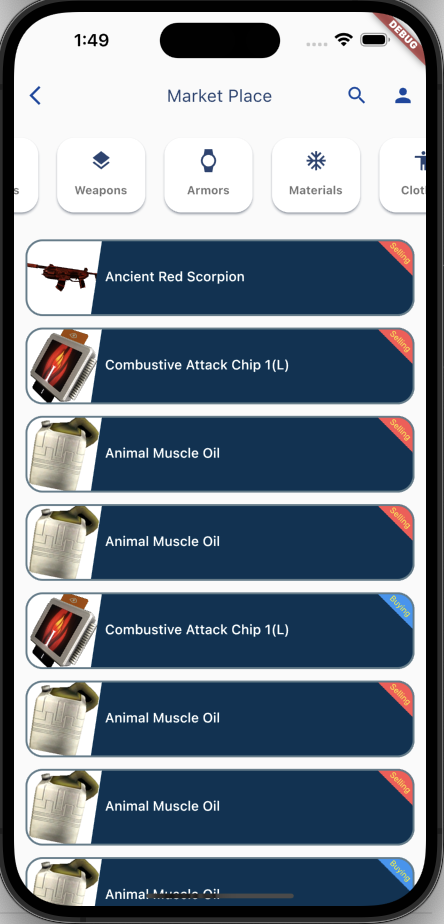 1:49
DEBUG
Market Place
s
Weapons
Armors
Materials
Clot
Ancient Red Scorpion
Selling
Combustive Attack Chip 1(L)
Selling
Animal Muscle Oil
Selling
Animal Muscle Oil
Selling
Combustive Attack Chip 1(L)
Buying
Animal Muscle Oil
Selling
Animal Muscle Oil
Selling
Animal Muscle Oil
Buying